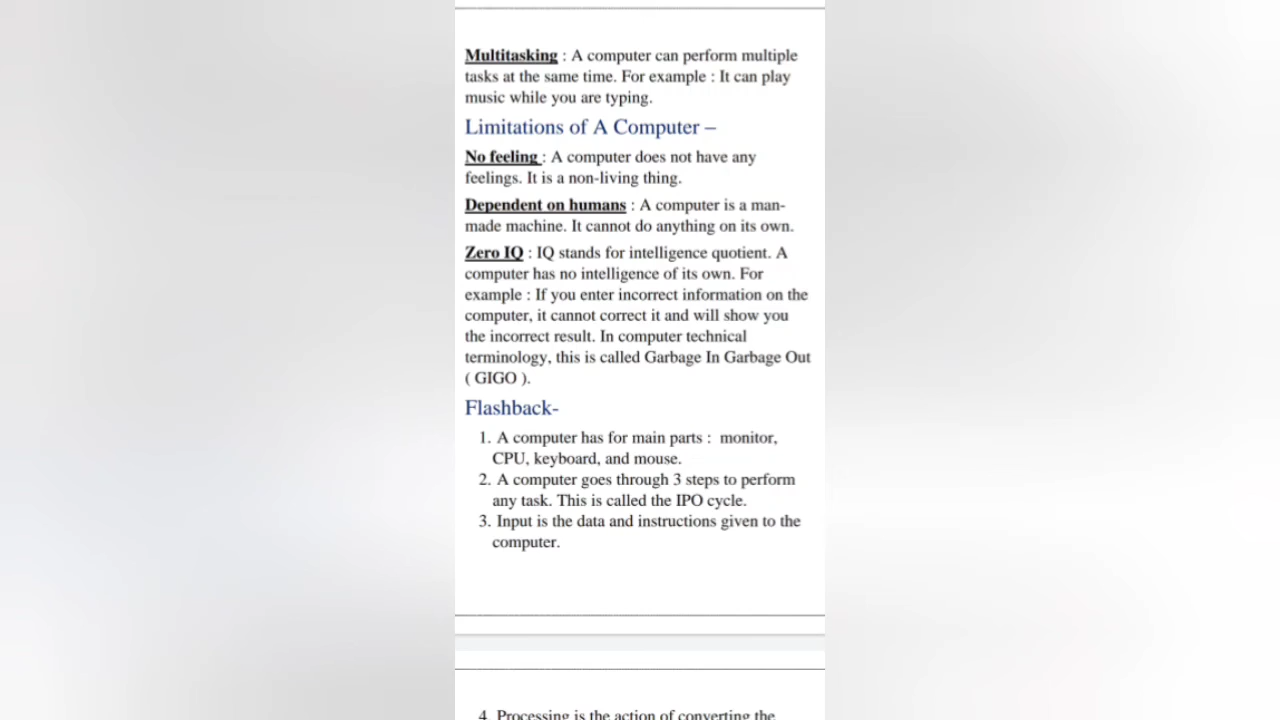 Multitasking : A computer can perform multiple
tasks at the same time. For example : It can play
music while you are typing.
Limitations of A Computer –
No feeling : A computer does not have any
feelings. It is a non-living thing.
Dependent on humans : A computer is a man-
made machine. It cannot do anything on its own.
Zero IQ : IQ stands for intelligence quotient. A
computer has no intelligence of its own. For
example : If you enter incorrect information on the
computer, it cannot correct it and will show you
the incorrect result. In computer technical
terminology, this is called Garbage In Garbage Out
( GIGO ).
Flashback-
1. A computer has for main parts : monitor,
CPU, keyboard, and mouse.
2. A computer goes through 3 steps to perform
any task. This is called the IPO cycle.
3. Input is the data and instructions given to the
computer.
4. Processing is the action of converting the